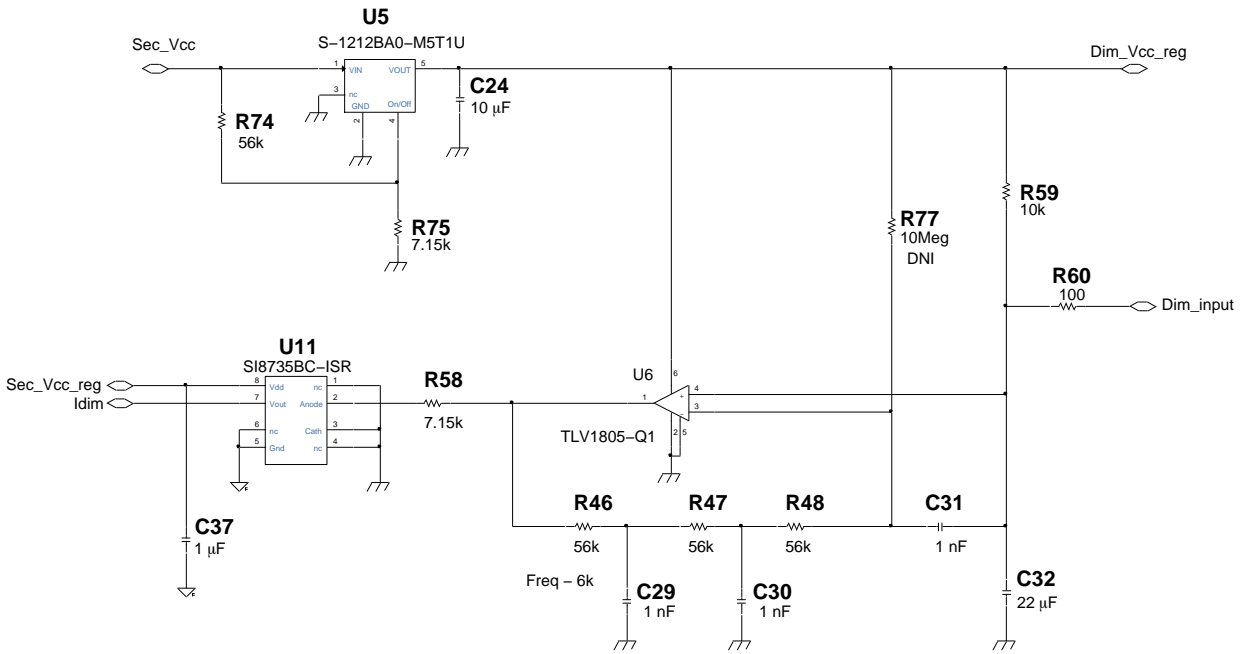 U5
S−1212BA0−M5T1U
Sec_Vcc
Dim_Vcc_reg
1
VIN
VOUT
5
3
nc
GND
On/Off
2
4
C24
10 µF
R74
56k
R75
7.15k
R59
10k
R77
10Meg
DNI
R60
100
Dim_input
U11
SI8735BC−ISR
Sec_Vcc_reg
Idim
8
Vdd
nc
1
7
Vout
Anode
2
6
nc
Cath
3
5
Gnd
nc
4
R58
7.15k
U6
6
1
+
4
−
3
2
5
TLV1805−Q1
F
C37
1 µF
F
R46
56k
R47
56k
R48
56k
C31
1 nF
Freq − 6k
C29
1 nF
C30
1 nF
C32
22 µF